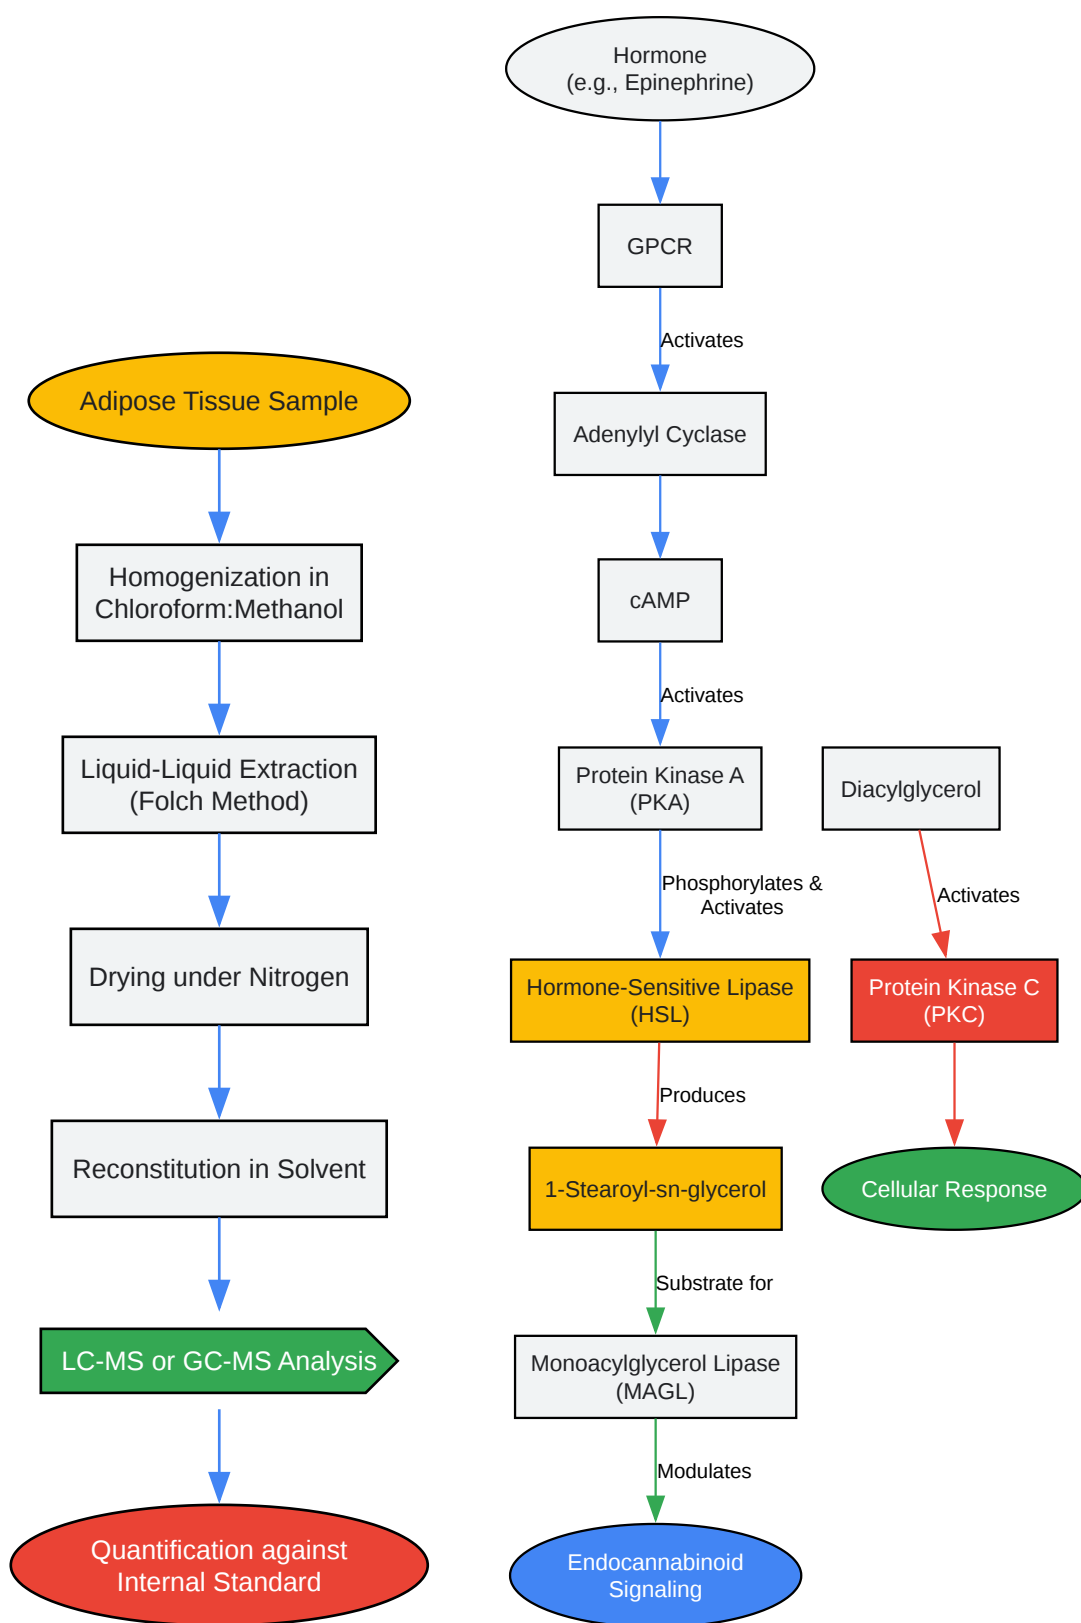 Adipose Tissue Sample
Homogenization in
Chloroform:Methanol
Liquid-Liquid Extraction
(Folch Method)
Drying under Nitrogen
Reconstitution in Solvent
LC-MS or GC-MS Analysis
Quantification against
Internal Standard
Hormone
(e.g., Epinephrine)
GPCR
Activates
Adenylyl Cyclase
cAMP
Activates
Protein Kinase A
(PKA)
Phosphorylates &
Activates
Hormone-Sensitive Lipase
(HSL)
Produces
1-Stearoyl-sn-glycerol
Substrate for
Monoacylglycerol Lipase
(MAGL)
Modulates
Endocannabinoid
Signaling
Diacylglycerol
Activates
Protein Kinase C
(PKC)
Cellular Response